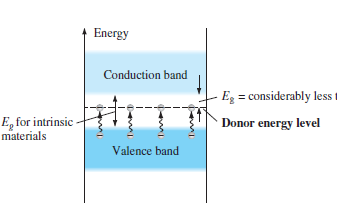 Energy
Conduction band
E_g = considerably less
E_g for intrinsic
materials
Donor energy level
Valence band